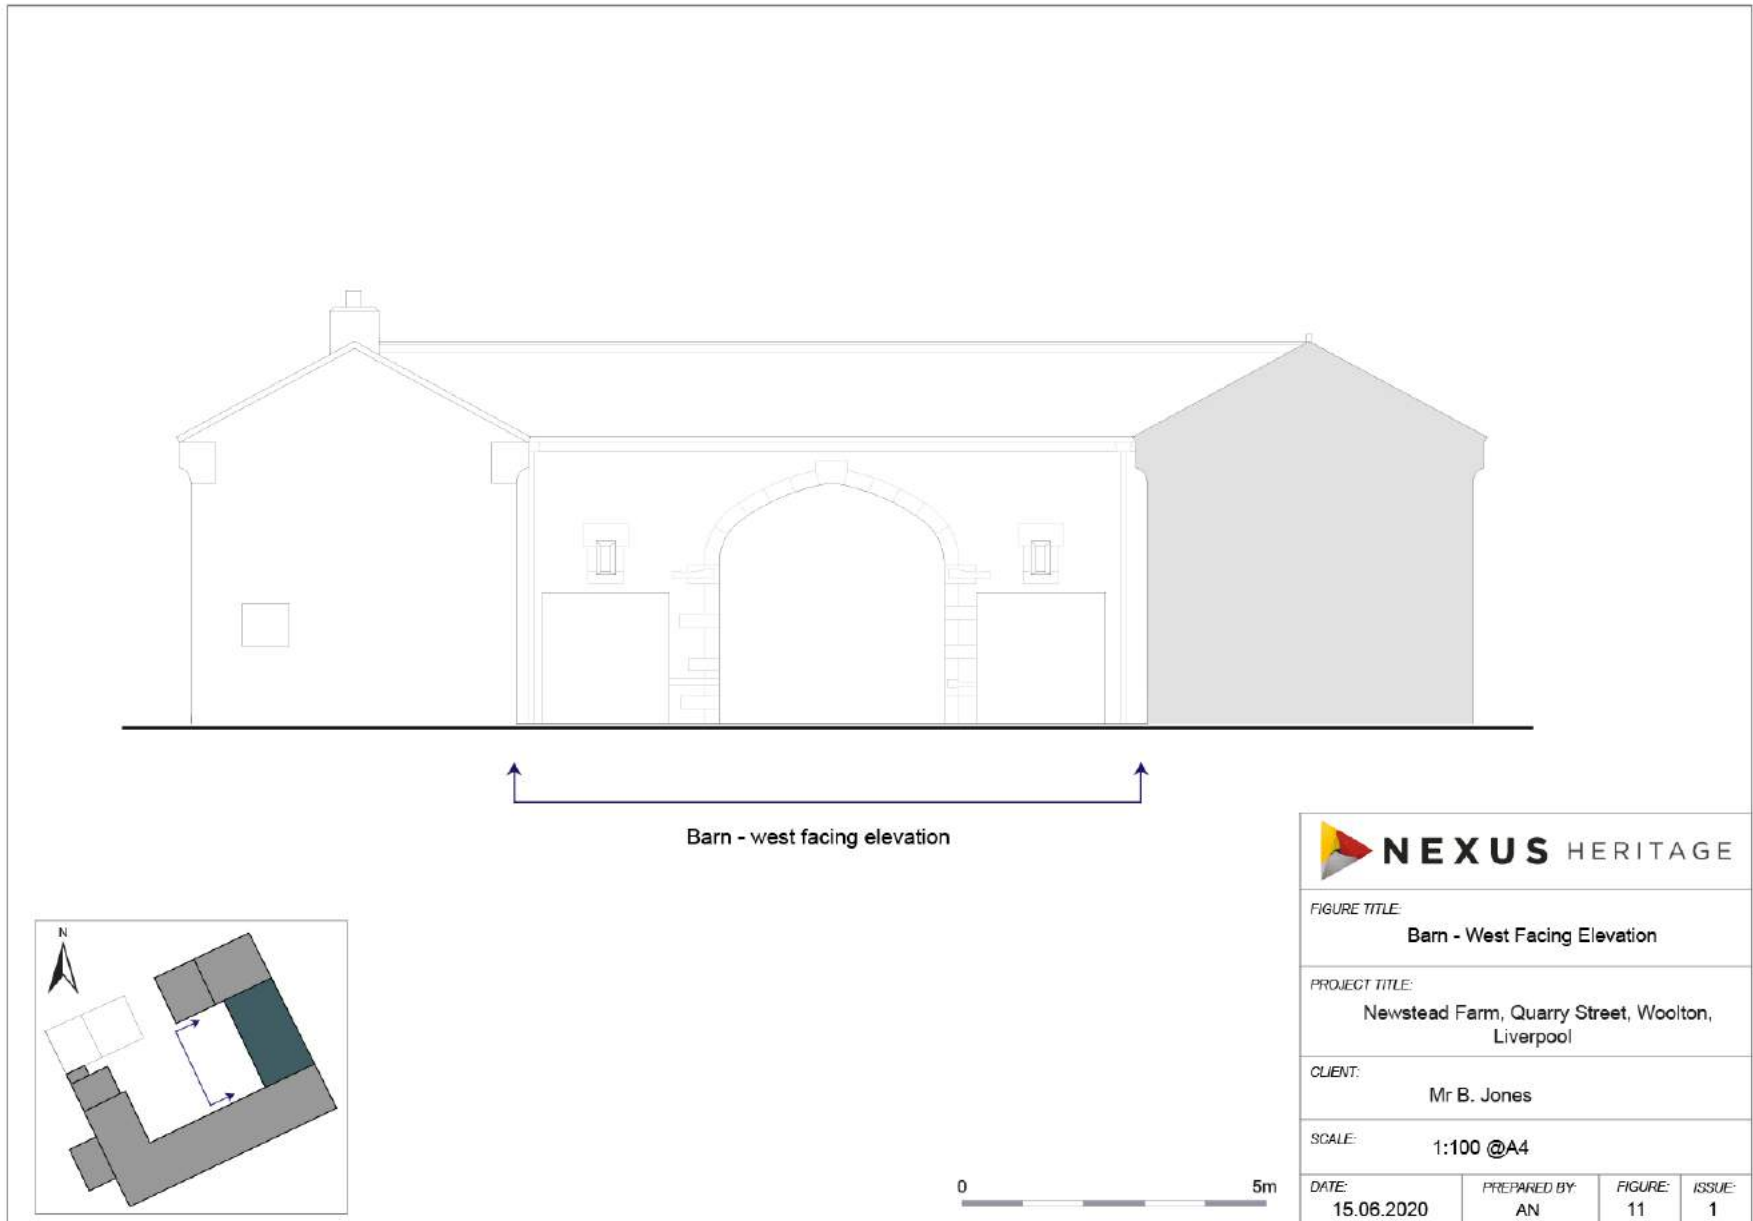 Barn - west facing elevation
N
0 5m
NEXUS HERITAGE
FIGURE TITLE:
Barn - West Facing Elevation
PROJECT TITLE:
Newstead Farm, Quarry Street, Woolton,
Liverpool
CLIENT:
Mr B. Jones
SCALE:
1:100 @A4
DATE:
15.06.2020
PREPARED BY:
AN
FIGURE:
11
ISSUE:
1